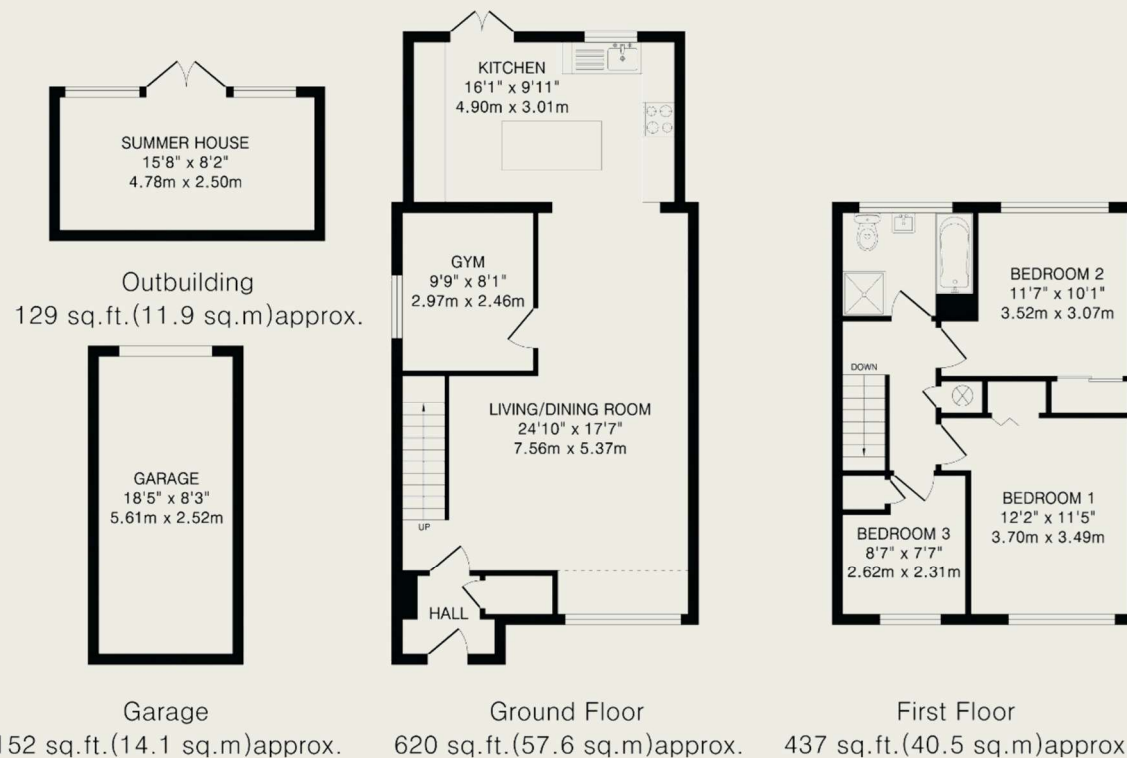 SUMMER HOUSE
15'8" x 8'2"
4.78m x 2.50m
Outbuilding
129 sq.ft.(11.9 sq.m)approx.
GARAGE
18'5" x 8'3"
5.61m x 2.52m
Garage
152 sq.ft.(14.1 sq.m)approx.
KITCHEN
16'1" x 9'11"
4.90m x 3.01m
GYM
9'9" x 8'1"
2.97m x 2.46m
LIVING/DINING ROOM
24'10" x 17'7"
7.56m x 5.37m
UP
HALL
Ground Floor
620 sq.ft.(57.6 sq.m)approx.
BEDROOM 2
11'7" x 10'1"
3.52m x 3.07m
DOWN
BEDROOM 1
12'2" x 11'5"
3.70m x 3.49m
BEDROOM 3
8'7" x 7'7"
2.62m x 2.31m
First Floor
437 sq.ft.(40.5 sq.m)approx